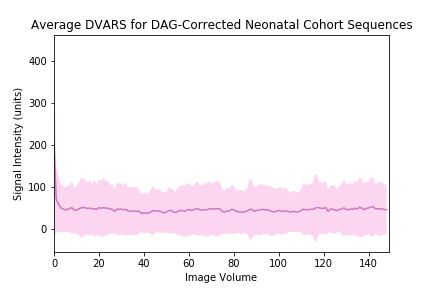 Average DVARS for DAG-Corrected Neonatal Cohort Sequences
400
300
200
100
0
Signal Intensity (units)
0 20 40 60 80 100 120 140
Image Volume